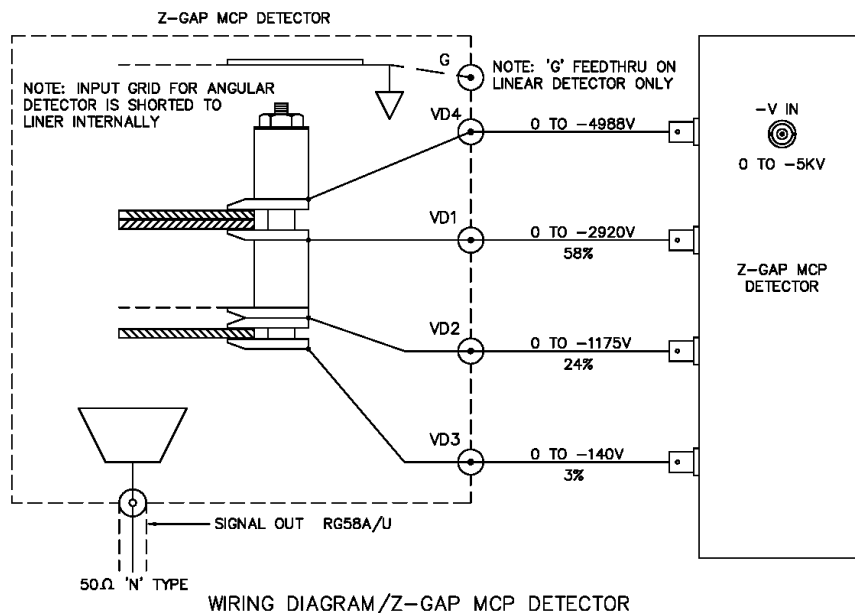 Z-GAP MCP DETECTOR
G
NOTE: 'G' FEEDTHRU ON
LINEAR DETECTOR ONLY
NOTE: INPUT GRID FOR ANGULAR
DETECTOR IS SHORTED TO
LINER INTERNALLY
VD4
0 TO -4988V
-V IN
0 TO -5KV
VD1
0 TO -2920V
58%
Z-GAP MCP
DETECTOR
VD2
0 TO -1175V
24%
VD3
0 TO -140V
3%
SIGNAL OUT RG58A/U
50Ω 'N' TYPE
WIRING DIAGRAM/Z-GAP MCP DETECTOR